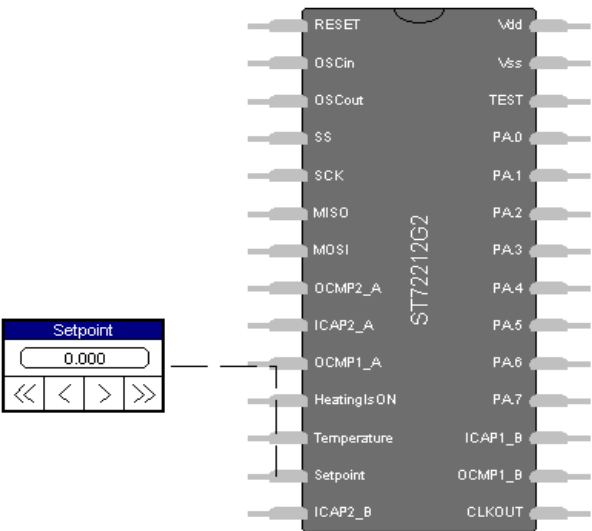 RESET
OSCin
OSCout
SS
SCK
MISO
MOSI
OCMP2_A
ICAP2_A
OCMP1_A
HeatingIsON
Temperature
Setpoint
ICAP2_B
ST72212G2
Vdd
Vss
TEST
PA.0
PA.1
PA.2
PA.3
PA.4
PA.5
PA.6
PA.7
ICAP1_B
OCMP1_B
CLKOUT
Setpoint
0.000
<< < > >>